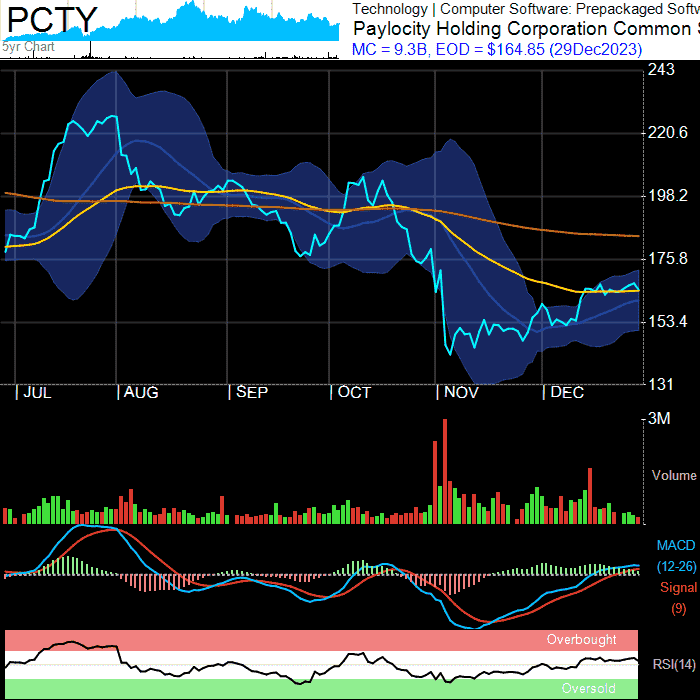 PCTY
5yr Chart
Technology | Computer Software: Prepackaged Softw
Paylocity Holding Corporation Common S
MC = 9.3B, EOD = $164.85 (29Dec2023)
243
220.6
198.2
175.8
153.4
131
JUL AUG SEP OCT NOV DEC
3M
Volume
MACD
(12-26)
Signal
(9)
Overbought
RSI(14)
Oversold